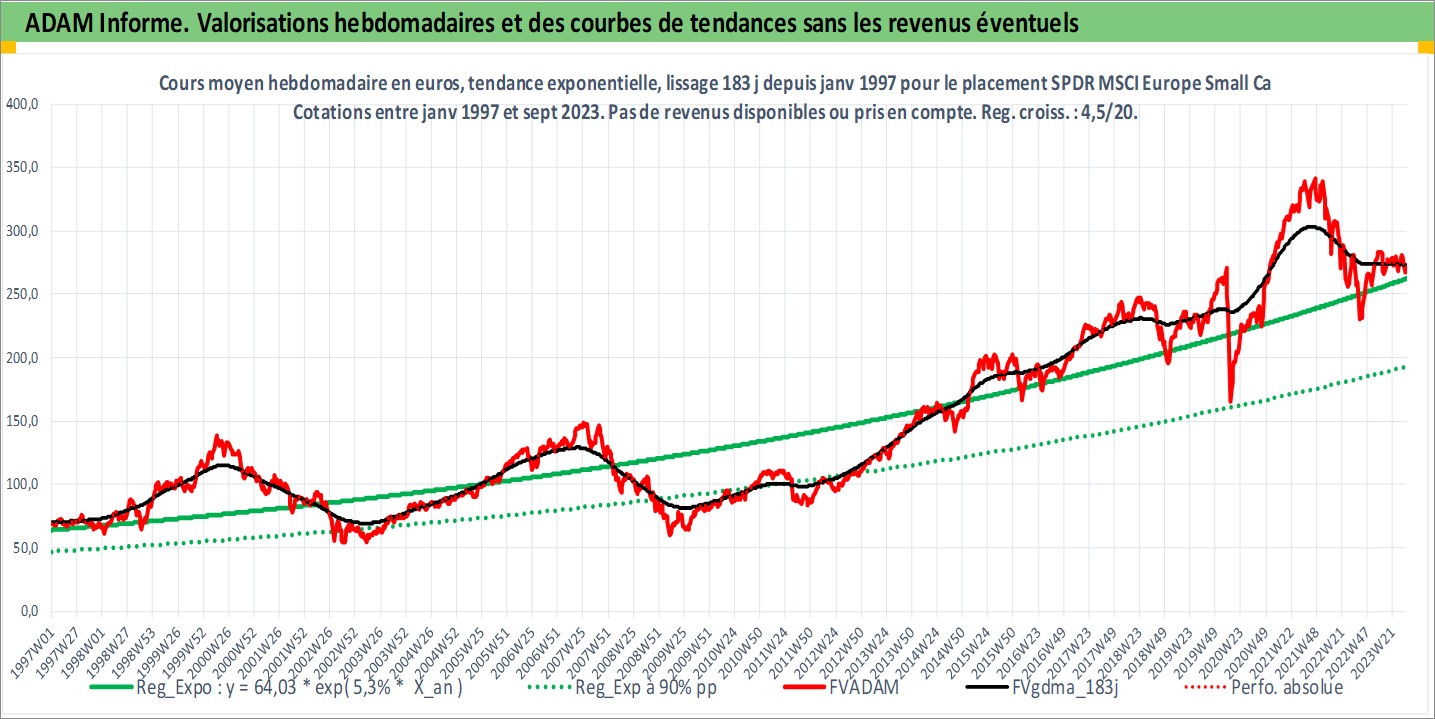 ADAM Informe. Valorisations hebdomadaires et des courbes de tendances sans les revenus éventuels
Cours moyen hebdomadaire en euros, tendance exponentielle, lissage 183 j depuis janv 1997 pour le placement SPDR MSCI Europe Small Ca
Cotations entre janv 1997 et sept 2023. Pas de revenus disponibles ou pris en compte. Reg. croiss. : 4,5/20.
400,0
350,0
300,0
250,0
200,0
150,0
100,0
50,0
0,0
1997W01 1997W27 1998W01 1998W27 1998W53 1999W26 1999W52 2000W26 2000W52 2001W26 2001W52 2002W26 2002W52 2003W26 2003W52 2004W26 2004W52 2005W25 2005W51 2006W25 2006W51 2007W25 2007W51 2008W25 2008W51 2009W25 2009W51 2010W24 2010W50 2011W24 2011W50 2012W24 2012W50 2013W24 2013W50 2014W24 2014W50 2015W24 2015W50 2016W23 2016W49 2017W23 2017W49 2018W23 2018W49 2019W23 2019W49 2020W23 2020W49 2021W22 2021W48 2022W21 2022W47 2023W21
Reg_Expo : y = 64,03 * exp( 5,3% * X_an ) Reg_Exp à 90% pp FVADAM FVgdma_183j Perfo. absolue